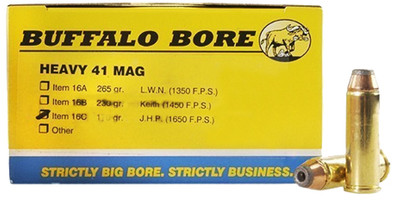 BUFFALO BORE
HEAVY 41 MAG
Item 16A 265 gr. L.W.N. (1350 F.P.S.)
Item 16B 230 gr. Keith (1450 F.P.S.)
Item 16C gr. J.H.P. (1650 F.P.S.)
Other
STRICTLY BIG BORE. STRICTLY BUSINESS.